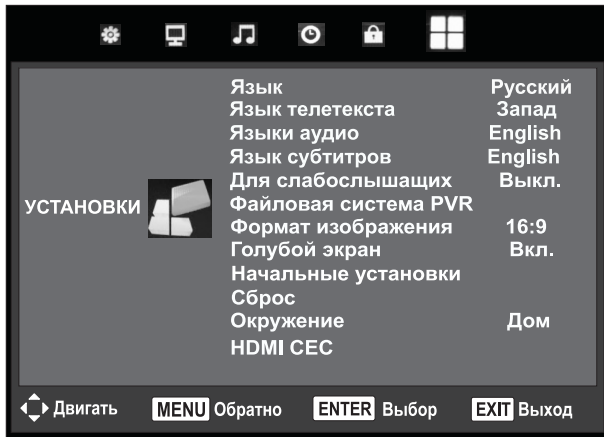 Язык Русский
Язык телетекста Запад
Языки аудио English
Язык субтитров English
Для слабослышащих Выкл.
УСТАНОВКИ
Файловая система PVR
Формат изображения 16:9
Голубой экран Вкл.
Начальные установки
Сброс
Окружение Дом
HDMI CEC
Двигать MENU Обратно ENTER Выбор EXIT Выход